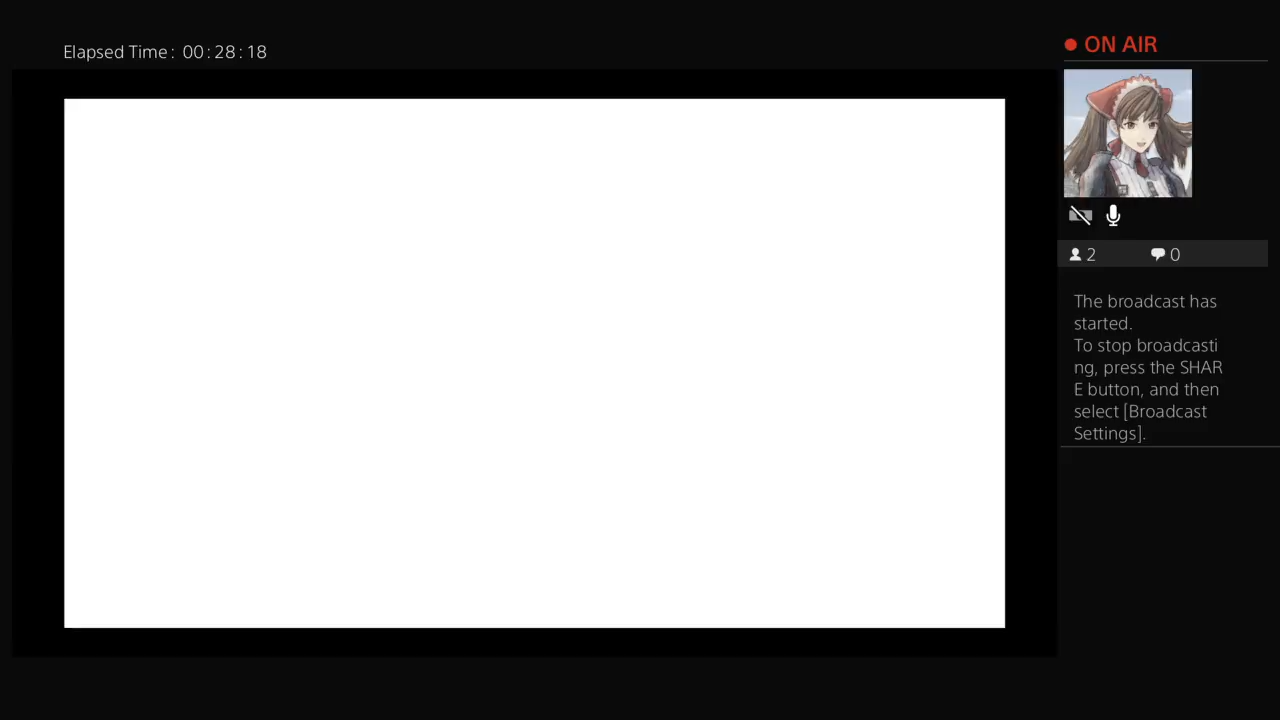 Elapsed Time: 00:28:18
ON AIR
2
0
The broadcast has
started.
To stop broadcasti
ng, press the SHAR
E button, and then
select [Broadcast
Settings].